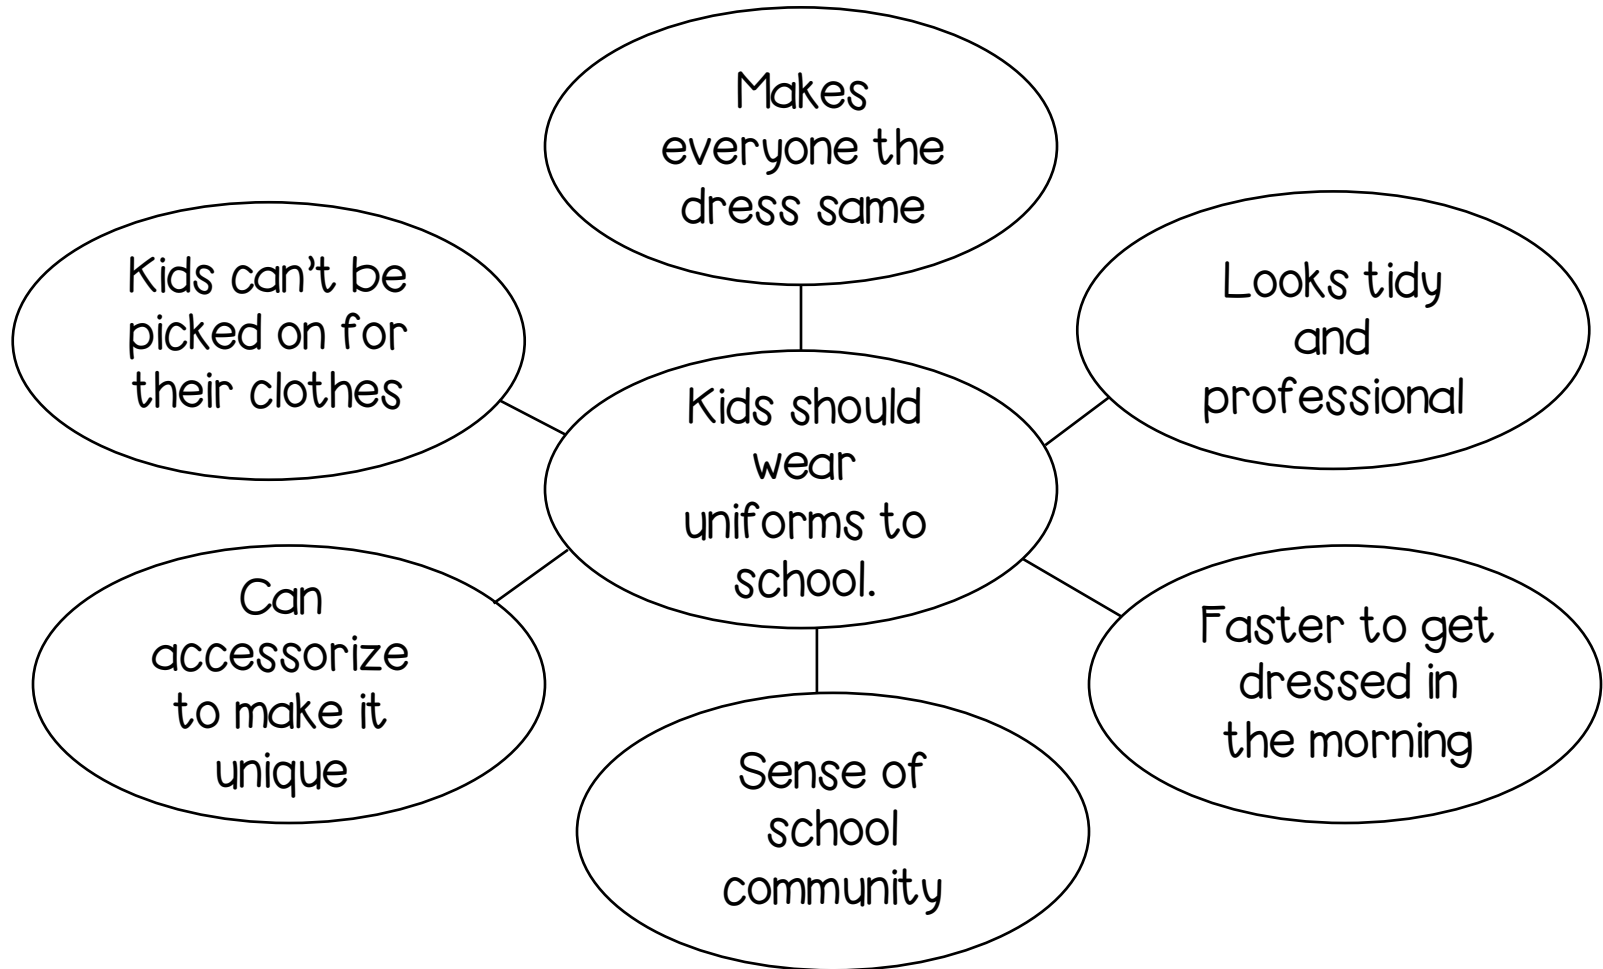 Makes
everyone the
dress same
Kids can't be
picked on for
their clothes
Looks tidy
and
professional
Kids should
wear
uniforms to
school.
Can
accessorize
to make it
unique
Faster to get
dressed in
the morning
Sense of
school
community